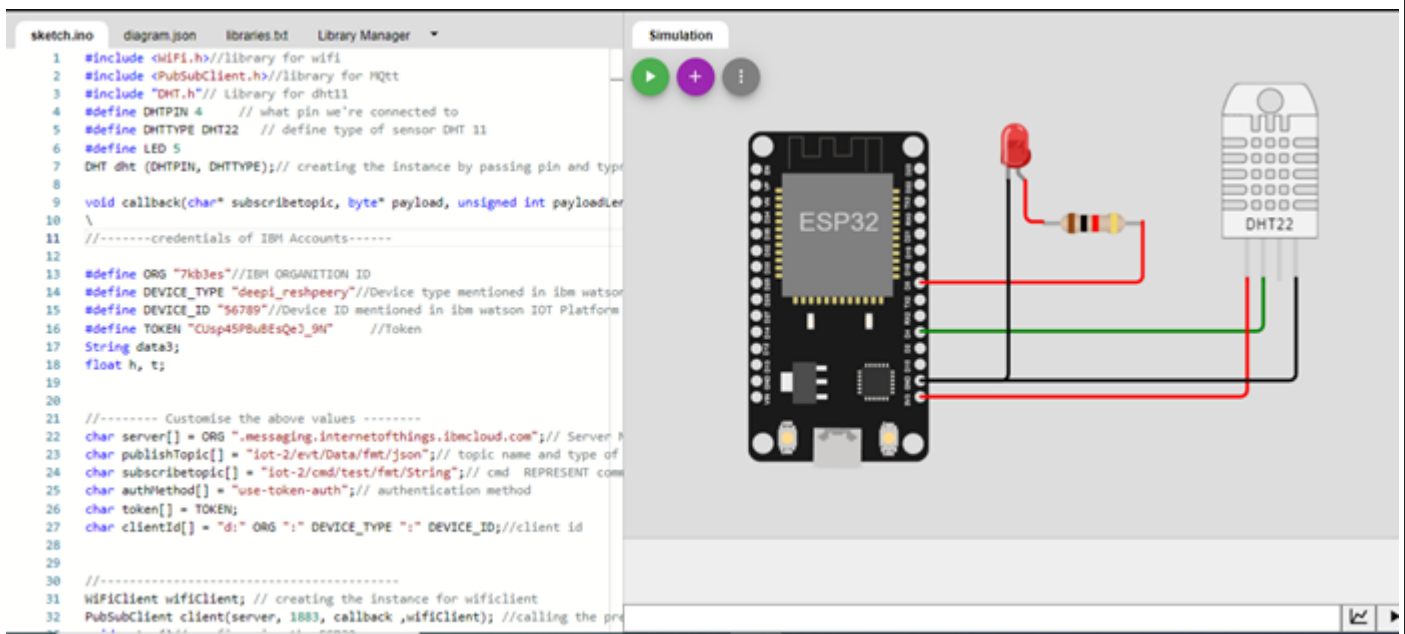 sketch.ino diagram.json libraries.txt Library Manager
Simulation
1 #include <WiFi.h>//library for wifi
2 #include <PubSubClient.h>//library for MQtt
3 #include "DHT.h"// Library for dht11
4 #define DHTPIN 4 // what pin we're connected to
5 #define DHTTYPE DHT22 // define type of sensor DHT 11
6 #define LED 5
7 DHT dht (DHTPIN, DHTTYPE);// creating the instance by passing pin and typ
8
9 void callback(char* subscribetopic, byte* payload, unsigned int payloadLen
10 \
11 //-------credentials of IBM Accounts------
12
13 #define ORG "7kb3es"//IBM ORGANITION ID
14 #define DEVICE_TYPE "deepi_reshpeery"//Device type mentioned in ibm watson
15 #define DEVICE_ID "56789"//Device ID mentioned in ibm watson IOT Platform
16 #define TOKEN "CUsp45PBuBEsQeJ_9N" //Token
17 String data3;
18 float h, t;
19
20
21 //-------- Customise the above values --------
22 char server[] = ORG ".messaging.internetofthings.ibmcloud.com";// Server
23 char publishTopic[] = "iot-2/evt/Data/fmt/json";// topic name and type of
24 char subscribetopic[] = "iot-2/cmd/test/fmt/String";// cmd REPRESENT com
25 char authMethod[] = "use-token-auth";// authentication method
26 char token[] = TOKEN;
27 char clientId[] = "d:" ORG ":" DEVICE_TYPE ":" DEVICE_ID;//client id
28
29
30 //-----------------------------------------
31 WiFiClient wifiClient; // creating the instance for wificlient
32 PubSubClient client(server, 1883, callback ,wifiClient); //calling the pre
ESP32
DHT22